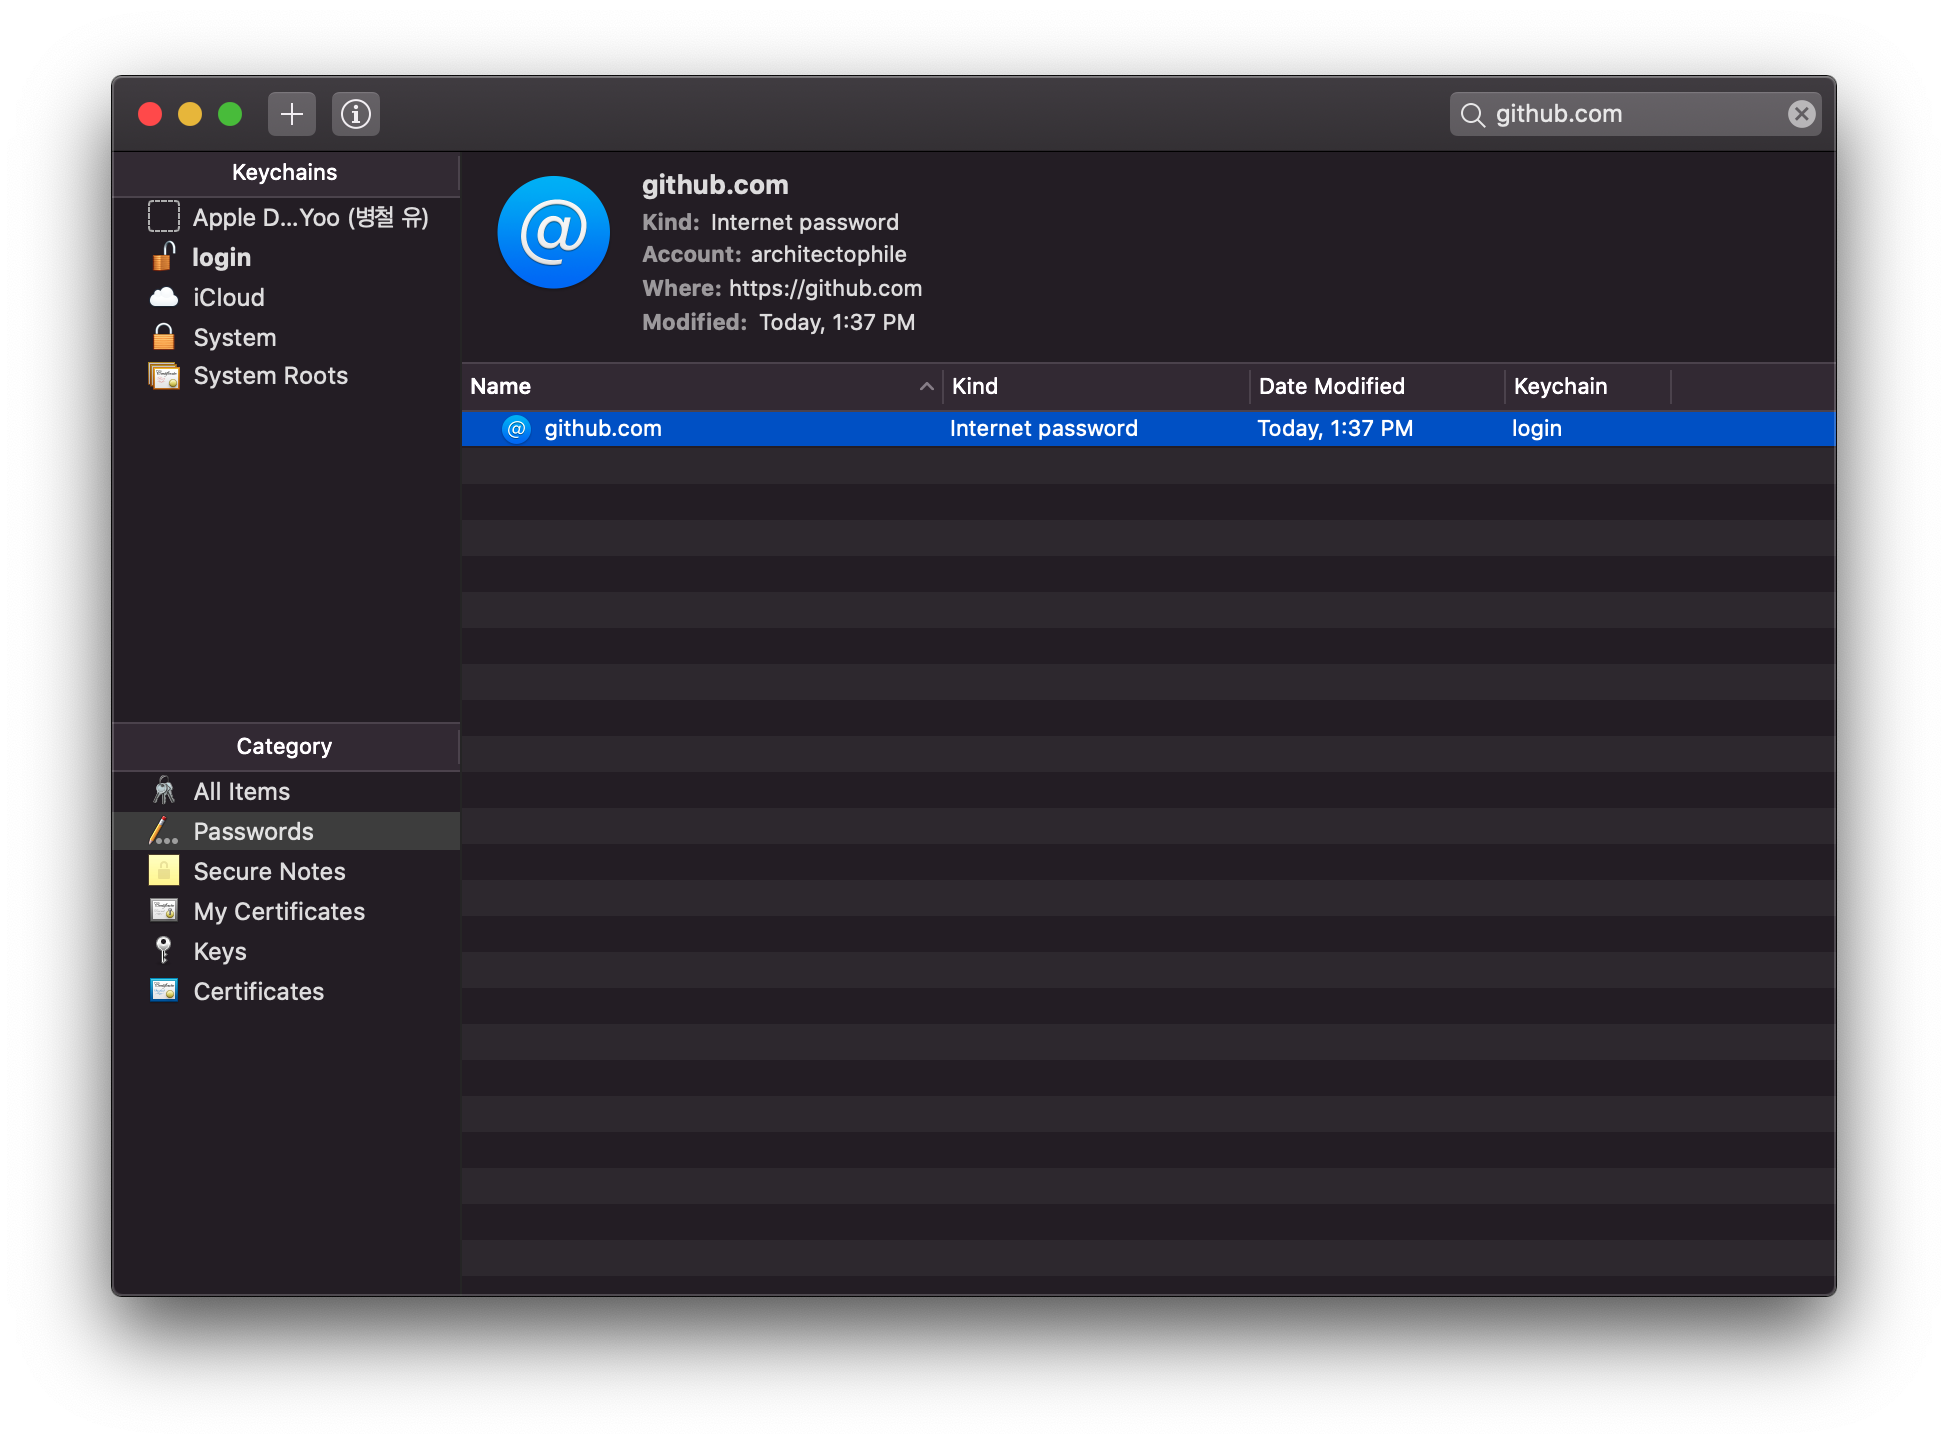 github.com
Keychains
Apple D...Yoo (병철 유)
login
iCloud
System
System Roots
github.com
Kind: Internet password
Account: architectophile
Where: https://github.com
Modified: Today, 1:37 PM
Name Kind Date Modified Keychain
@ github.com Internet password Today, 1:37 PM login
Category
All Items
Passwords
Secure Notes
My Certificates
Keys
Certificates